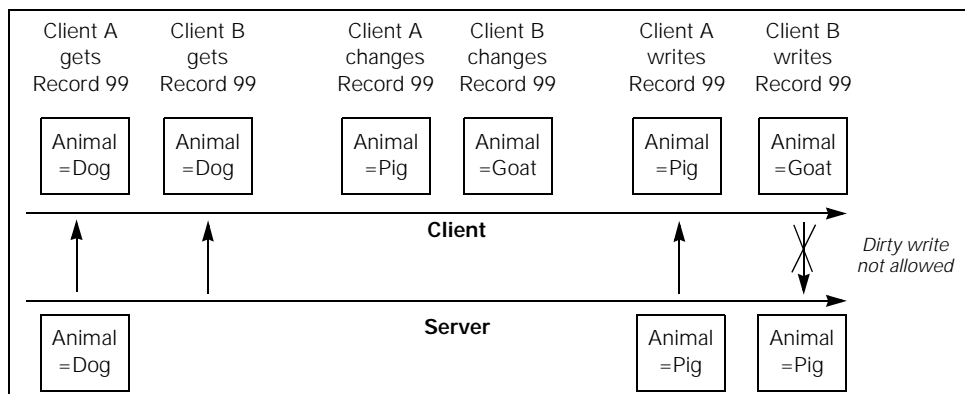 Client A
gets
Record 99
Client B
gets
Record 99
Client A
changes
Record 99
Client B
changes
Record 99
Client A
writes
Record 99
Client B
writes
Record 99
Animal
=Dog
Animal
=Dog
Animal
=Pig
Animal
=Goat
Animal
=Pig
Animal
=Goat
Client
Dirty write
not allowed
Server
Animal
=Dog
Animal
=Pig
Animal
=Pig